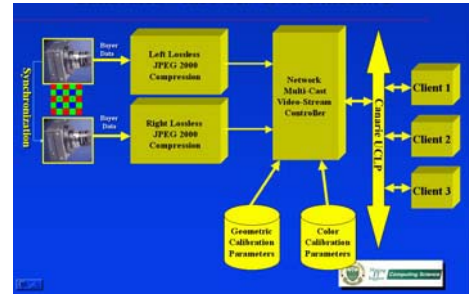 Synchronization
Bayer
Data
Left Lossless
JPEG 2000
Compression
Bayer
Data
Right Lossless
JPEG 2000
Compression
Network
Multi-Cast
Video-Stream
Controller
Canarie UCLP
Client 1
Client 2
Client 3
Geometric
Calibration
Parameters
Color
Calibration
Parameters
Computing Science